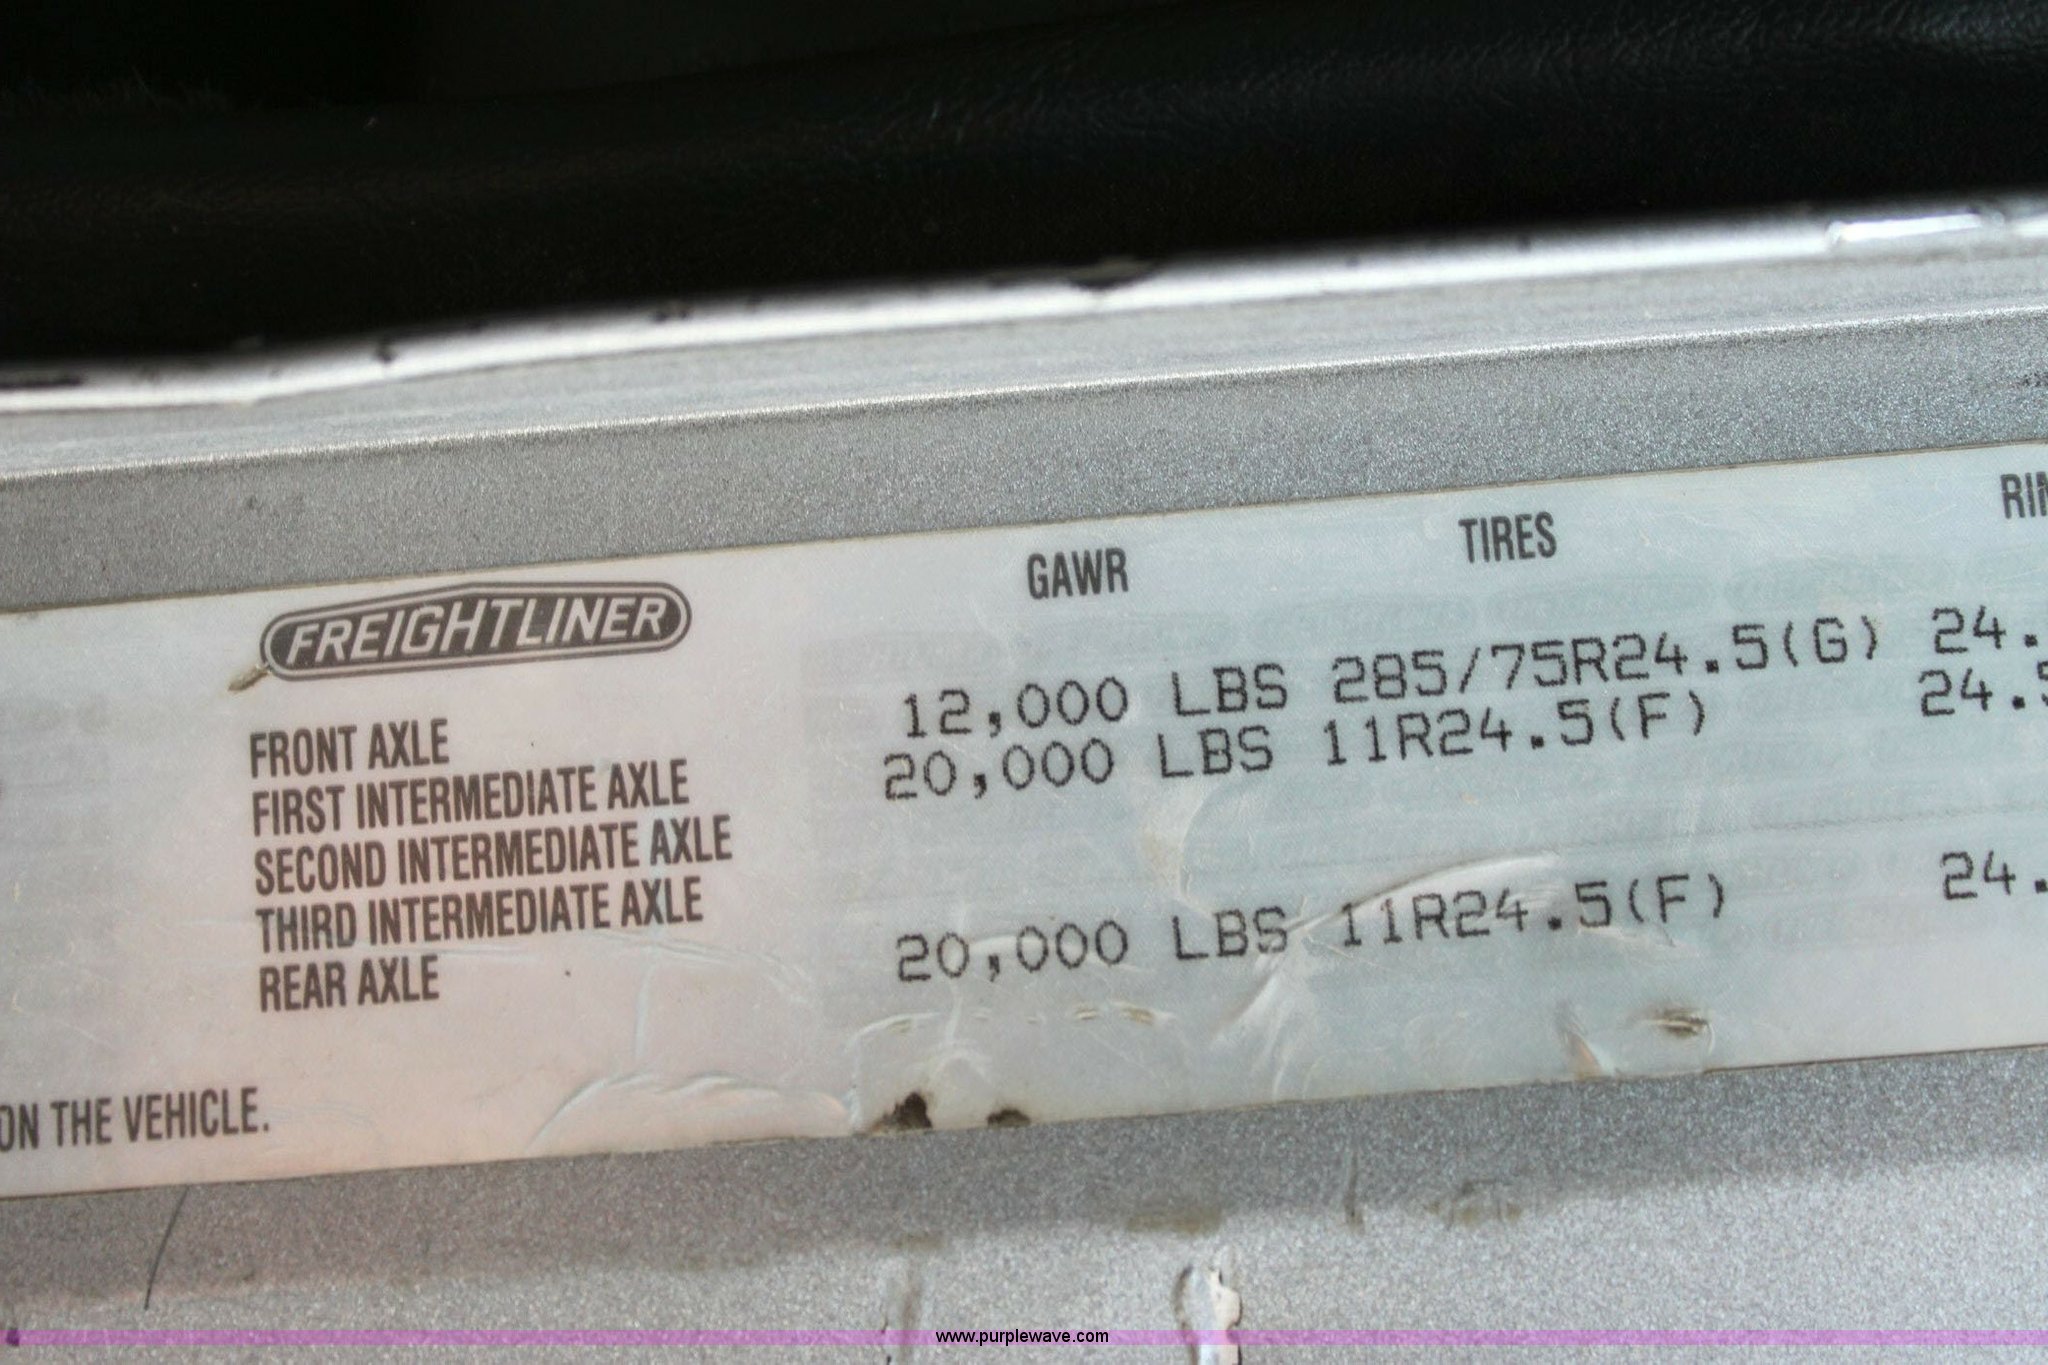 FREIGHTLINER
GAWR TIRES
FRONT AXLE 12,000 LBS 285/75R24.5(G) 24.
FIRST INTERMEDIATE AXLE 20,000 LBS 11R24.5(F) 24.5
SECOND INTERMEDIATE AXLE
THIRD INTERMEDIATE AXLE
REAR AXLE 20,000 LBS 11R24.5(F) 24.
ON THE VEHICLE.
www.purplewave.com